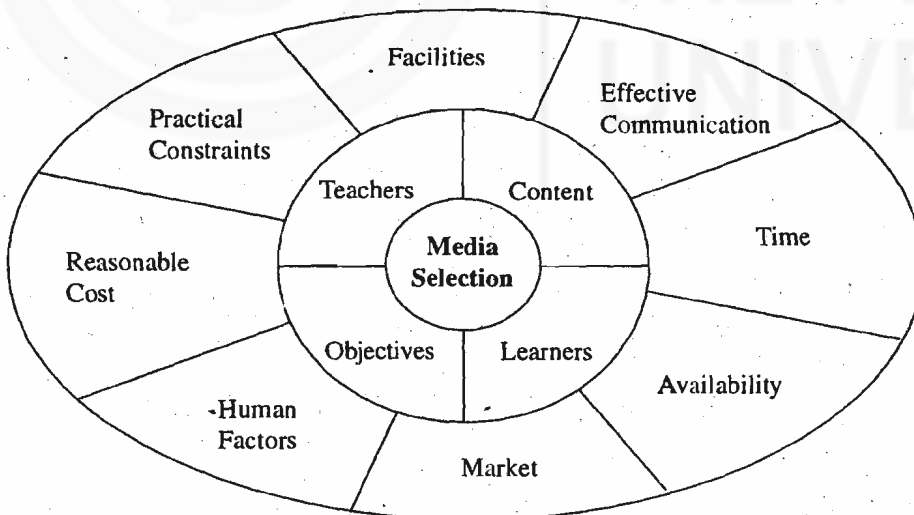 Facilities
Effective
Communication
Practical
Constraints
Teachers
Content
Time
Media
Selection
Reasonable
Cost
Objectives
Learners
Availability
Human
Factors
Market